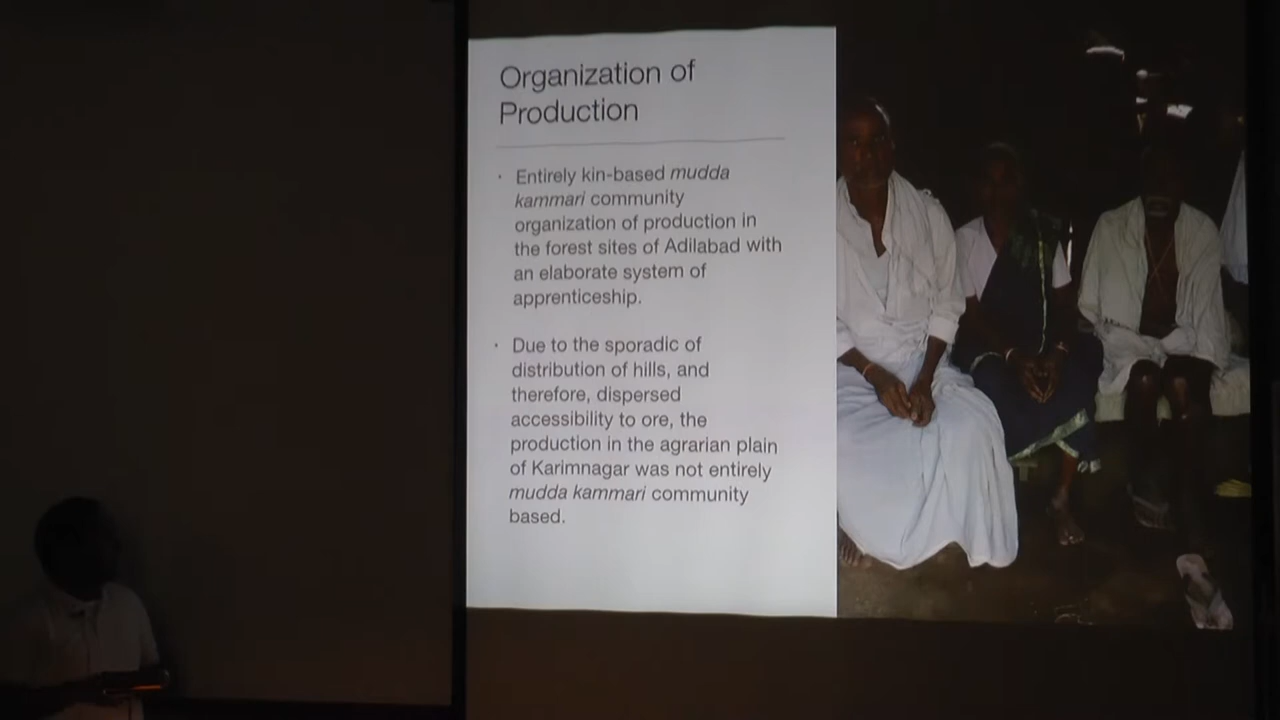 Organization of
Production
· Entirely kin-based mudda
kammari community
organization of production in
the forest sites of Adilabad with
an elaborate system of
apprenticeship.
· Due to the sporadic of
distribution of hills, and
therefore, dispersed
accessibility to ore, the
production in the agrarian plain
of Karimnagar was not entirely
mudda kammari community
based.